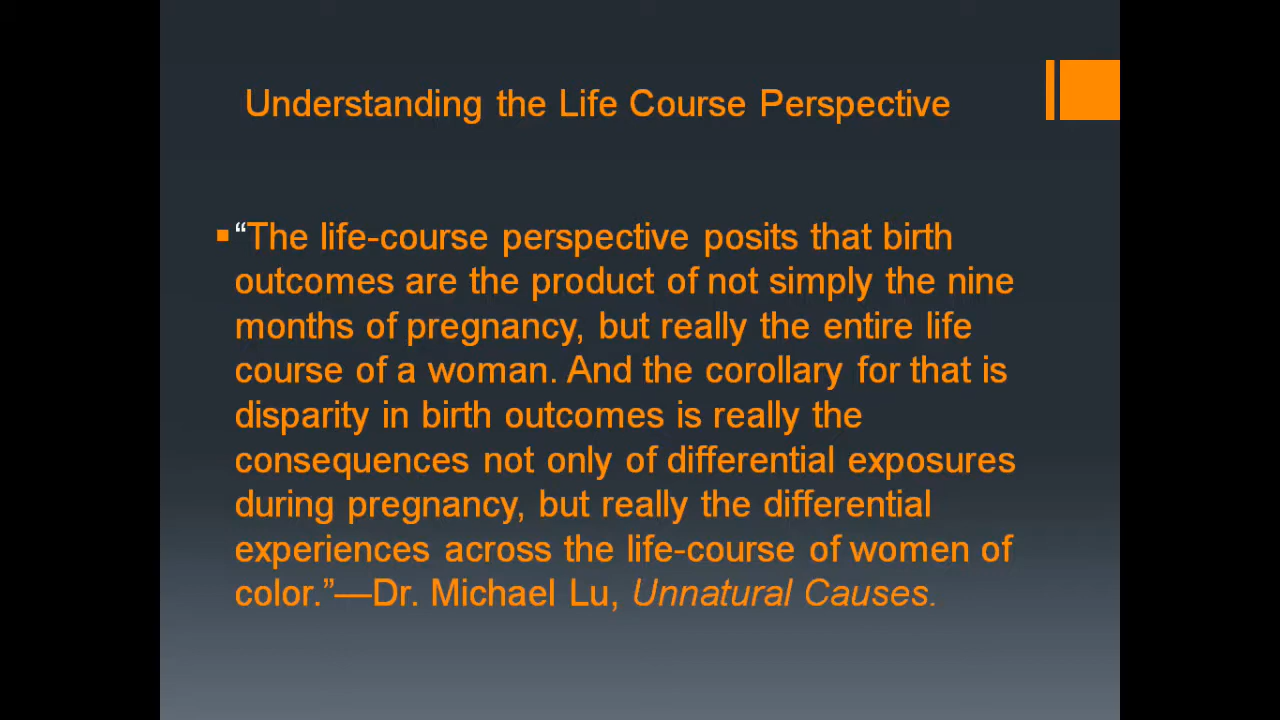 Understanding the Life Course Perspective
“The life-course perspective posits that birth
outcomes are the product of not simply the nine
months of pregnancy, but really the entire life
course of a woman. And the corollary for that is
disparity in birth outcomes is really the
consequences not only of differential exposures
during pregnancy, but really the differential
experiences across the life-course of women of
color.”—Dr. Michael Lu, Unnatural Causes.